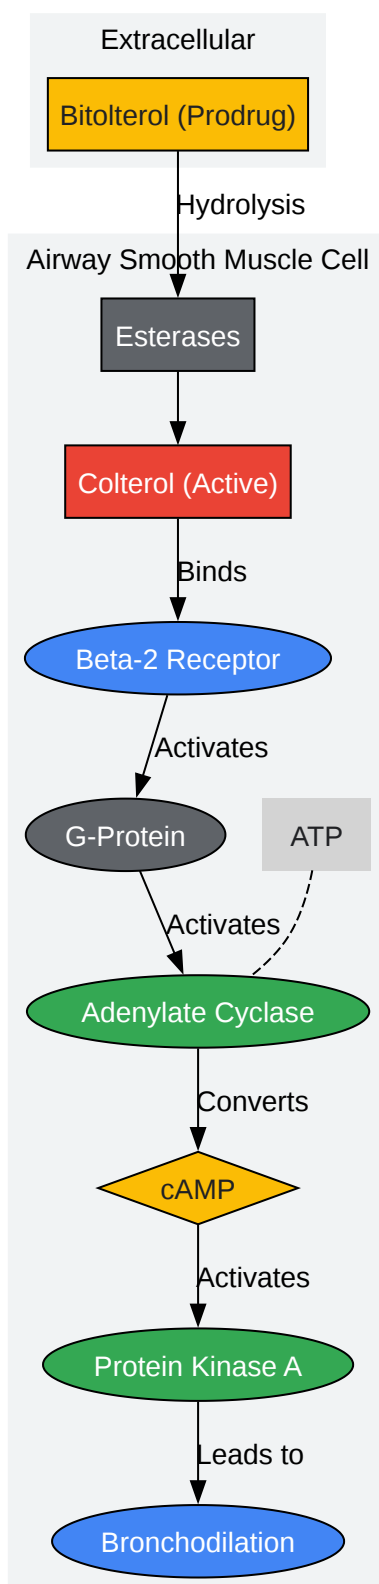 Extracellular
Bitolterol (Prodrug)
Hydrolysis
Airway Smooth Muscle Cell
Esterases
Colterol (Active)
Binds
Beta-2 Receptor
Activates
G-Protein
ATP
Activates
Adenylate Cyclase
Converts
cAMP
Activates
Protein Kinase A
Leads to
Bronchodilation